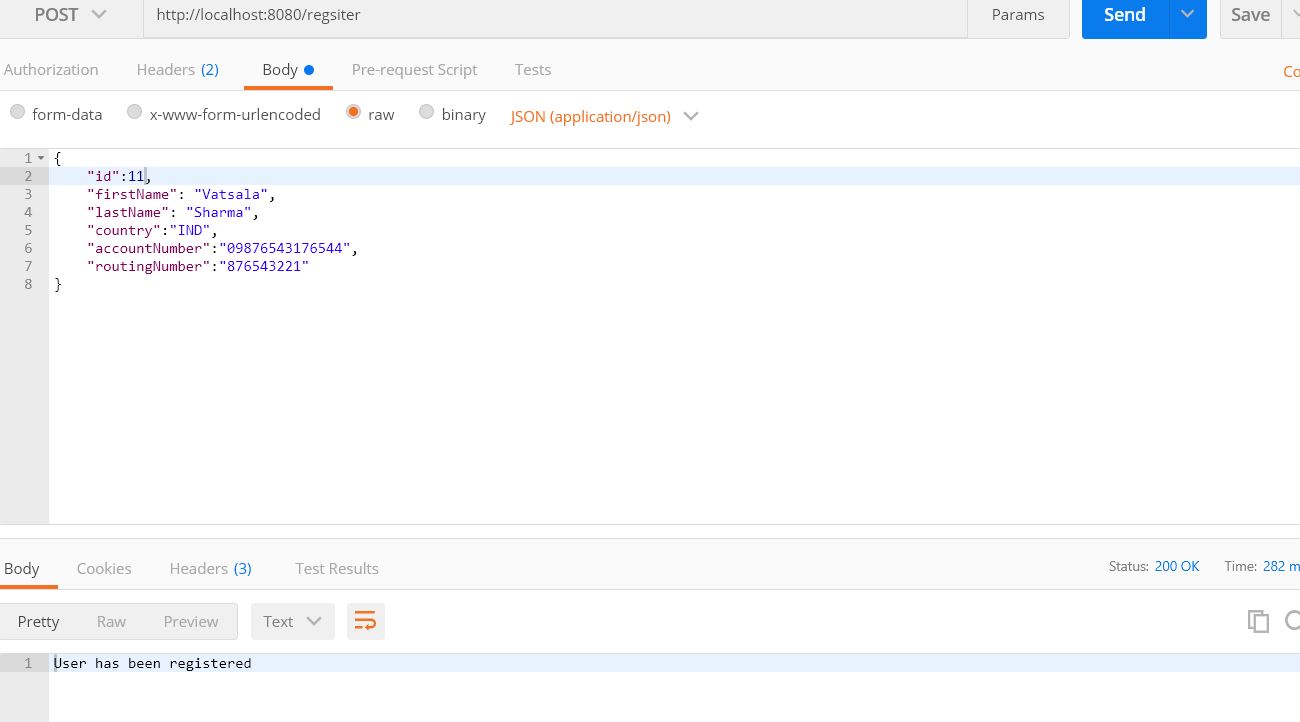 POST http://localhost:8080/regsiter Params Send Save
Authorization Headers (2) Body Pre-request Script Tests
form-data x-www-form-urlencoded raw binary JSON (application/json)
1 {
2 "id":11,
3 "firstName": "Vatsala",
4 "lastName": "Sharma",
5 "country":"IND",
6 "accountNumber":"09876543176544",
7 "routingNumber":"876543221"
8 }
Body Cookies Headers (3) Test Results Status: 200 OK Time: 282 m
Pretty Raw Preview Text
1 User has been registered